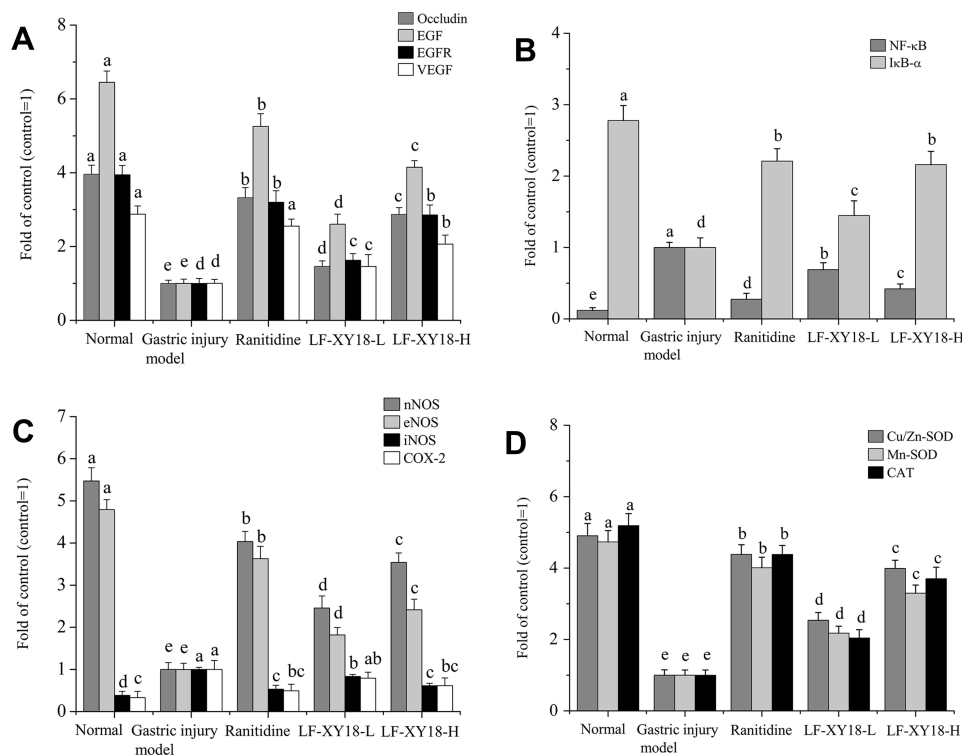 A
Occludin
EGF
EGFR
VEGF
Fold of control (control=1)
8
6
4
2
0
a a a a
e e d d
b b b a
d d c c
c c b b
Normal
Gastric injury
model
Ranitidine
LF-XY18-L
LF-XY18-H
B
NF-κB
IκB-α
Fold of control (control=1)
4
3
2
1
0
e a
a d
d b
b c
c b
Normal
Gastric injury model
Ranitidine
LF-XY18-L
LF-XY18-H
C
nNOS
eNOS
iNOS
COX-2
Fold of control (control=1)
7
6
5
4
3
2
1
0
a a d c
e e a a
b b c bc
d d b ab
c c c bc
Normal
Gastric injury
model
Ranitidine
LF-XY18-L
LF-XY18-H
D
Cu/Zn-SOD
Mn-SOD
CAT
Fold of control (control=1)
8
6
4
2
0
a a a
e e e
b b b
d d d
c c c
Normal
Gastric injury
model
Ranitidine
LF-XY18-L
LF-XY18-H